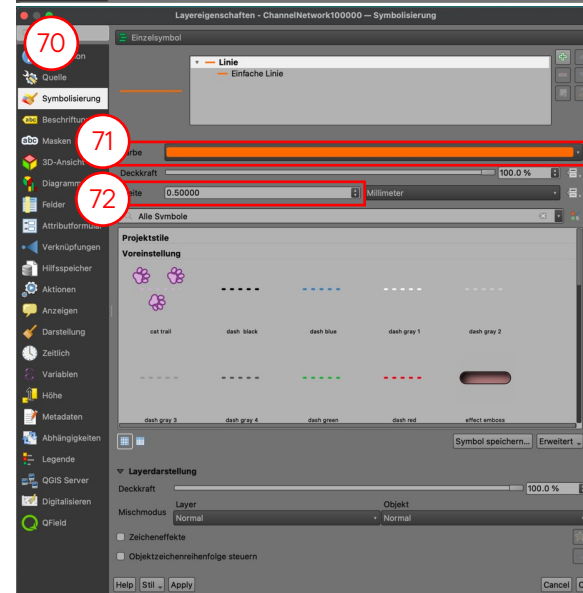 Layereigenschaften - ChannelNetwork100000 — Symbolisierung
70
Einzelsymbol
Quelle
Symbolisierung
Masken
3D-Ansicht
Felder
Verknüpfungen
Hilfsspeicher
Aktionen
Anzeigen
Darstellung
Zeitlich
Variablen
Höhe
Metadaten
Abhängigkeiten
Legende
QGIS Server
Digitalisieren
QField
Linie
Einfache Linie
71
Deckkraft
100.0 %
72
0.50000
Millimeter
Alle Symbole
Projektstile
Voreinstellung
cat trail
dash black
dash blue
dash gray 1
dash gray 2
dash gray 3
dash gray 4
dash green
dash red
effect emboss
Symbol speichern...
Erweitert
Layerdarstellung
Deckkraft
100.0 %
Mischmodus
Layer
Objekt
Normal
Normal
Zeicheneffekte
Objektzeichenreihenfolge steuern
Help
Stil
Apply
Cancel